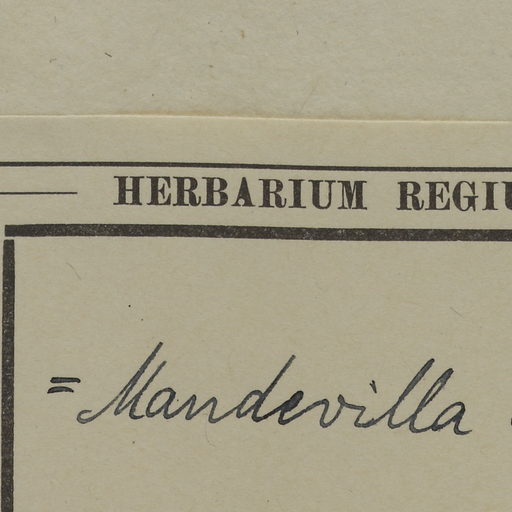 HERBARIUM REGIU
= Mandevilla